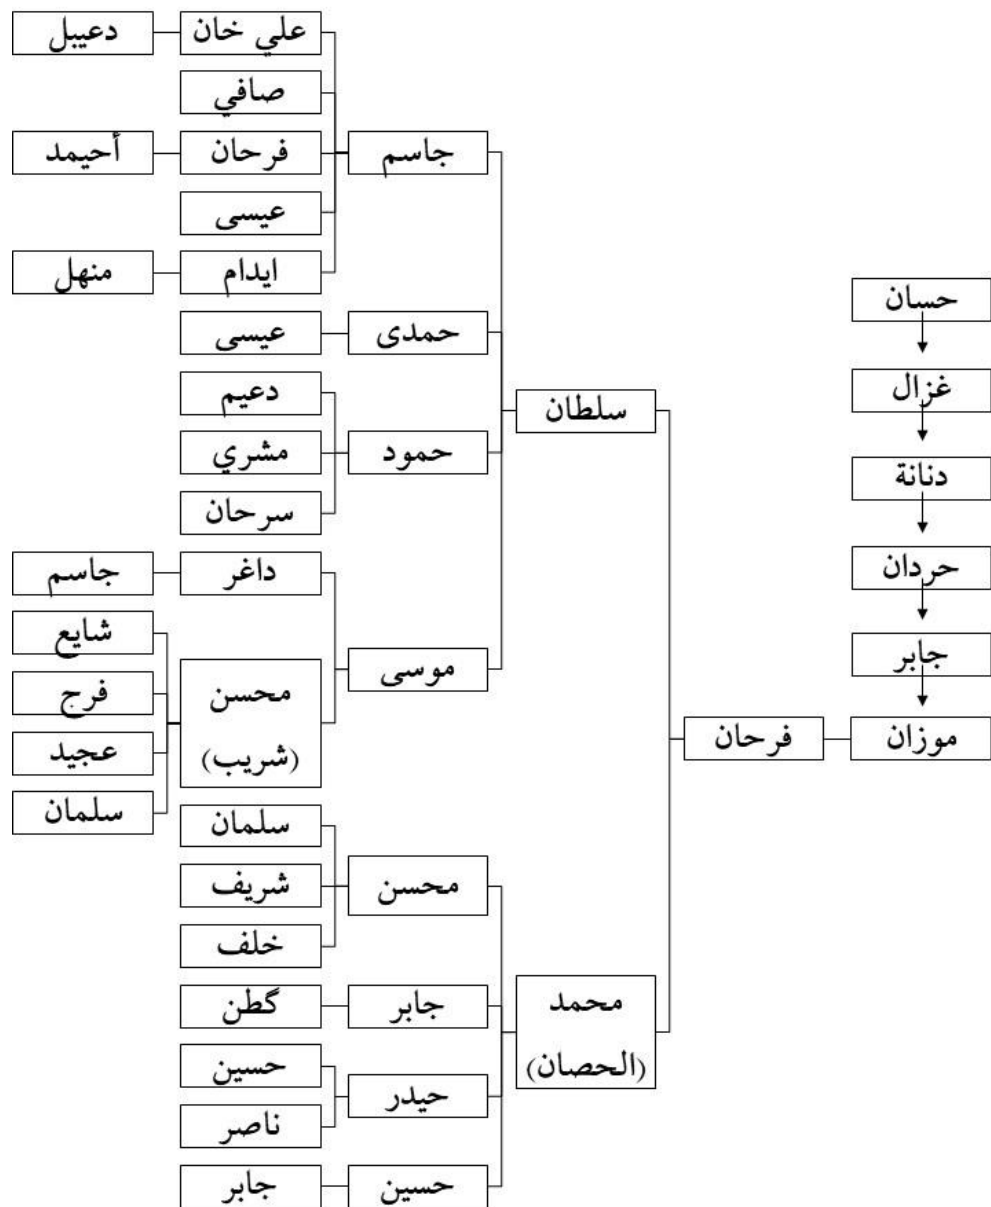 حسان
غزال
دنانة
حردان
جابر
موزان
فرحان
سلطان
جاسم
علي خان
دعيبل
صافي
فرحان
أحيمد
عيسى
ايدام
منهل
حمدى
عيسى
حمود
دعيم
مشري
سرحان
موسى
داغر
جاسم
محسن
(شريب)
شايع
فرج
عجيد
سلمان
محمد
(الحصان)
محسن
سلمان
شريف
خلف
جابر
گطن
حيدر
حسين
ناصر
حسين
جابر